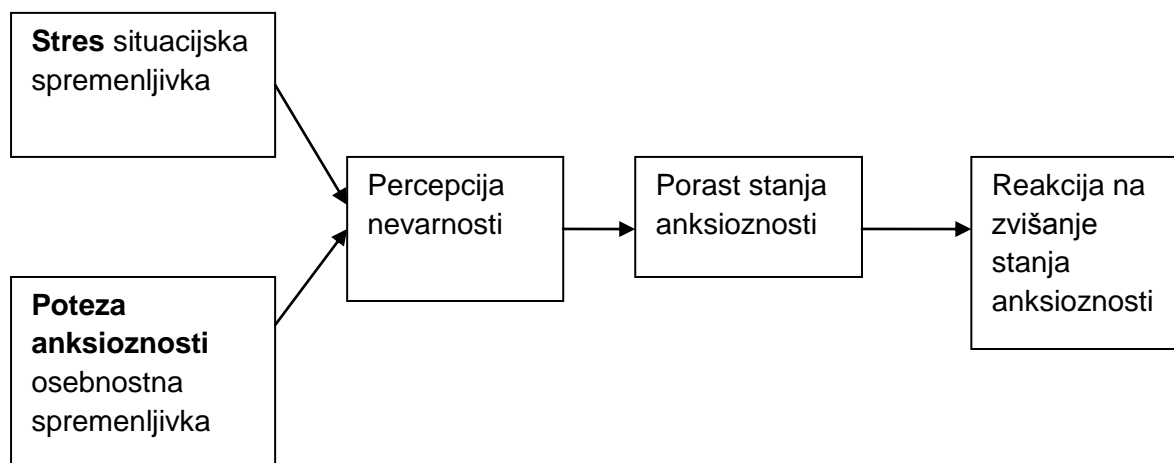 Stres situacijska
spremenljivka
Poteza
anksioznosti
osebnostna
spremenljivka
Percepcija
nevarnosti
Porast stanja
anksioznosti
Reakcija na
zvišanje
stanja
anksioznosti